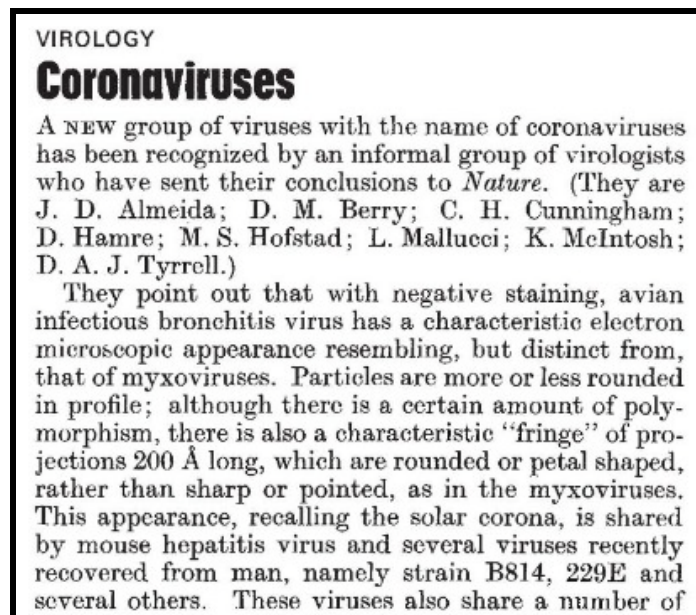 VIROLOGY
Coronaviruses
A NEW group of viruses with the name of coronaviruses
has been recognized by an informal group of virologists
who have sent their conclusions to Nature. (They are
J. D. Almeida; D. M. Berry; C. H. Cunningham;
D. Hamre; M. S. Hofstad; L. Mallucci; K. McIntosh;
D. A. J. Tyrrell.)
They point out that with negative staining, avian
infectious bronchitis virus has a characteristic electron
microscopic appearance resembling, but distinct from,
that of myxoviruses. Particles are more or less rounded
in profile; although there is a certain amount of poly-
morphism, there is also a characteristic "fringe" of pro-
jections 200 Å long, which are rounded or petal shaped,
rather than sharp or pointed, as in the myxoviruses.
This appearance, recalling the solar corona, is shared
by mouse hepatitis virus and several viruses recently
recovered from man, namely strain B814, 229E and
several others. These viruses also share a number of